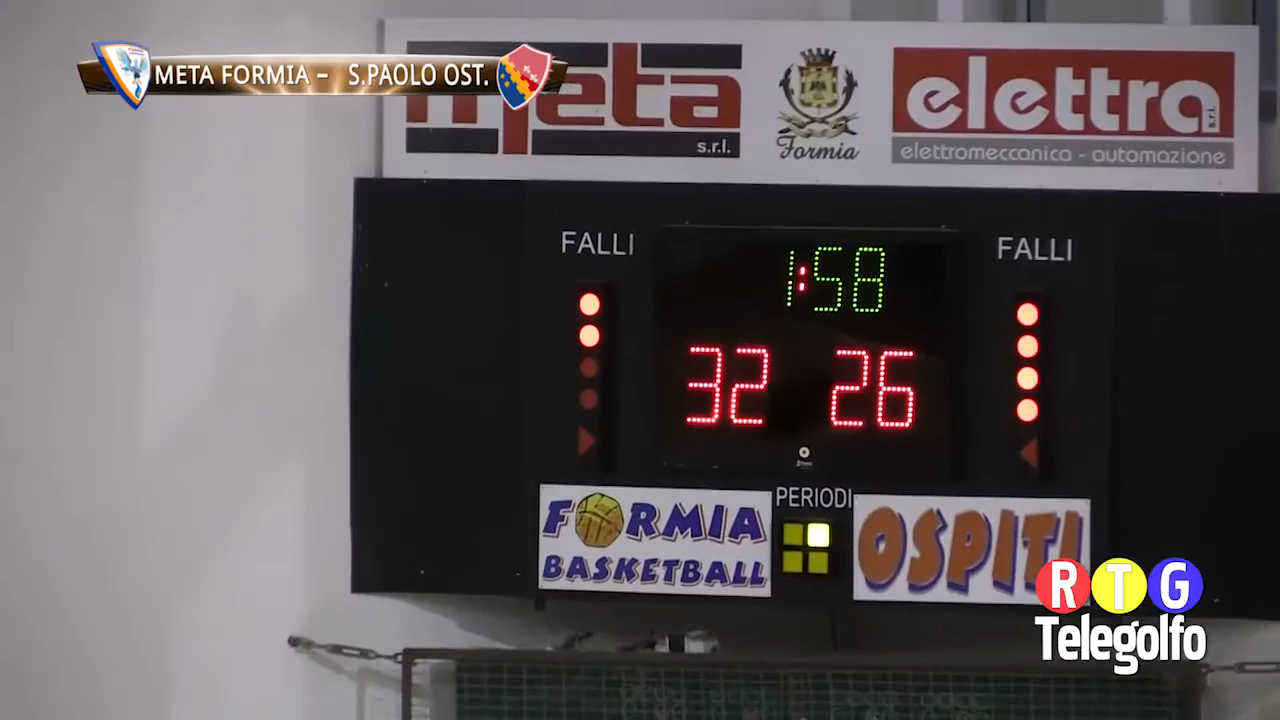 META FORMIA – S.PAOLO OST.
meta
s.r.l.
Formia
elettra s.r.l.
elettromeccanica - automazione
FALLI
FALLI
1:58
32 26
PERIODI
FORMIA
BASKETBALL
OSPITI
RTG
Telegolfo